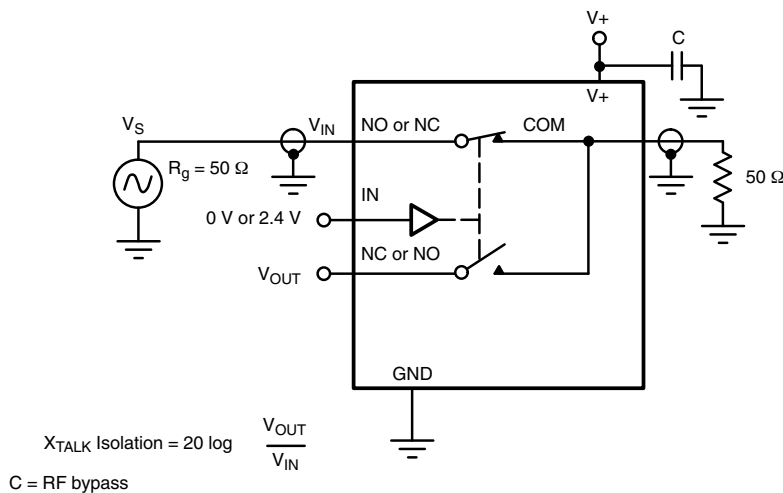 V+
C
V+
VS
VIN
NO or NC
COM
Rg = 50 Ω
50 Ω
IN
0 V or 2.4 V
NC or NO
VOUT
GND
XTALK Isolation = 20 log VOUT
VIN
C = RF bypass